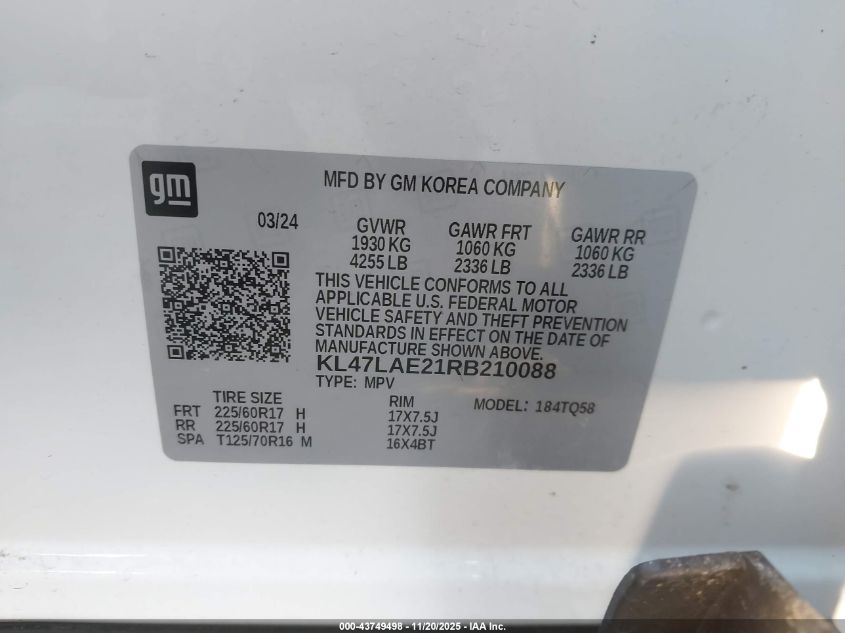 gm
MFD BY GM KOREA COMPANY
03/24 GVWR GAWR FRT GAWR RR
1930 KG 1060 KG 1060 KG
4255 LB 2336 LB 2336 LB
THIS VEHICLE CONFORMS TO ALL
APPLICABLE U.S. FEDERAL MOTOR
VEHICLE SAFETY AND THEFT PREVENTION
STANDARDS IN EFFECT ON THE DATE OF
MANUFACTURE SHOWN ABOVE.
KL47LAE21RB210088
TYPE: MPV
TIRE SIZE RIM MODEL: 184TQ58
FRT 225/60R17 H 17X7.5J
RR 225/60R17 H 17X7.5J
SPA T125/70R16 M 16X4BT
000-43749498 - 11/20/2025 - IAA Inc.